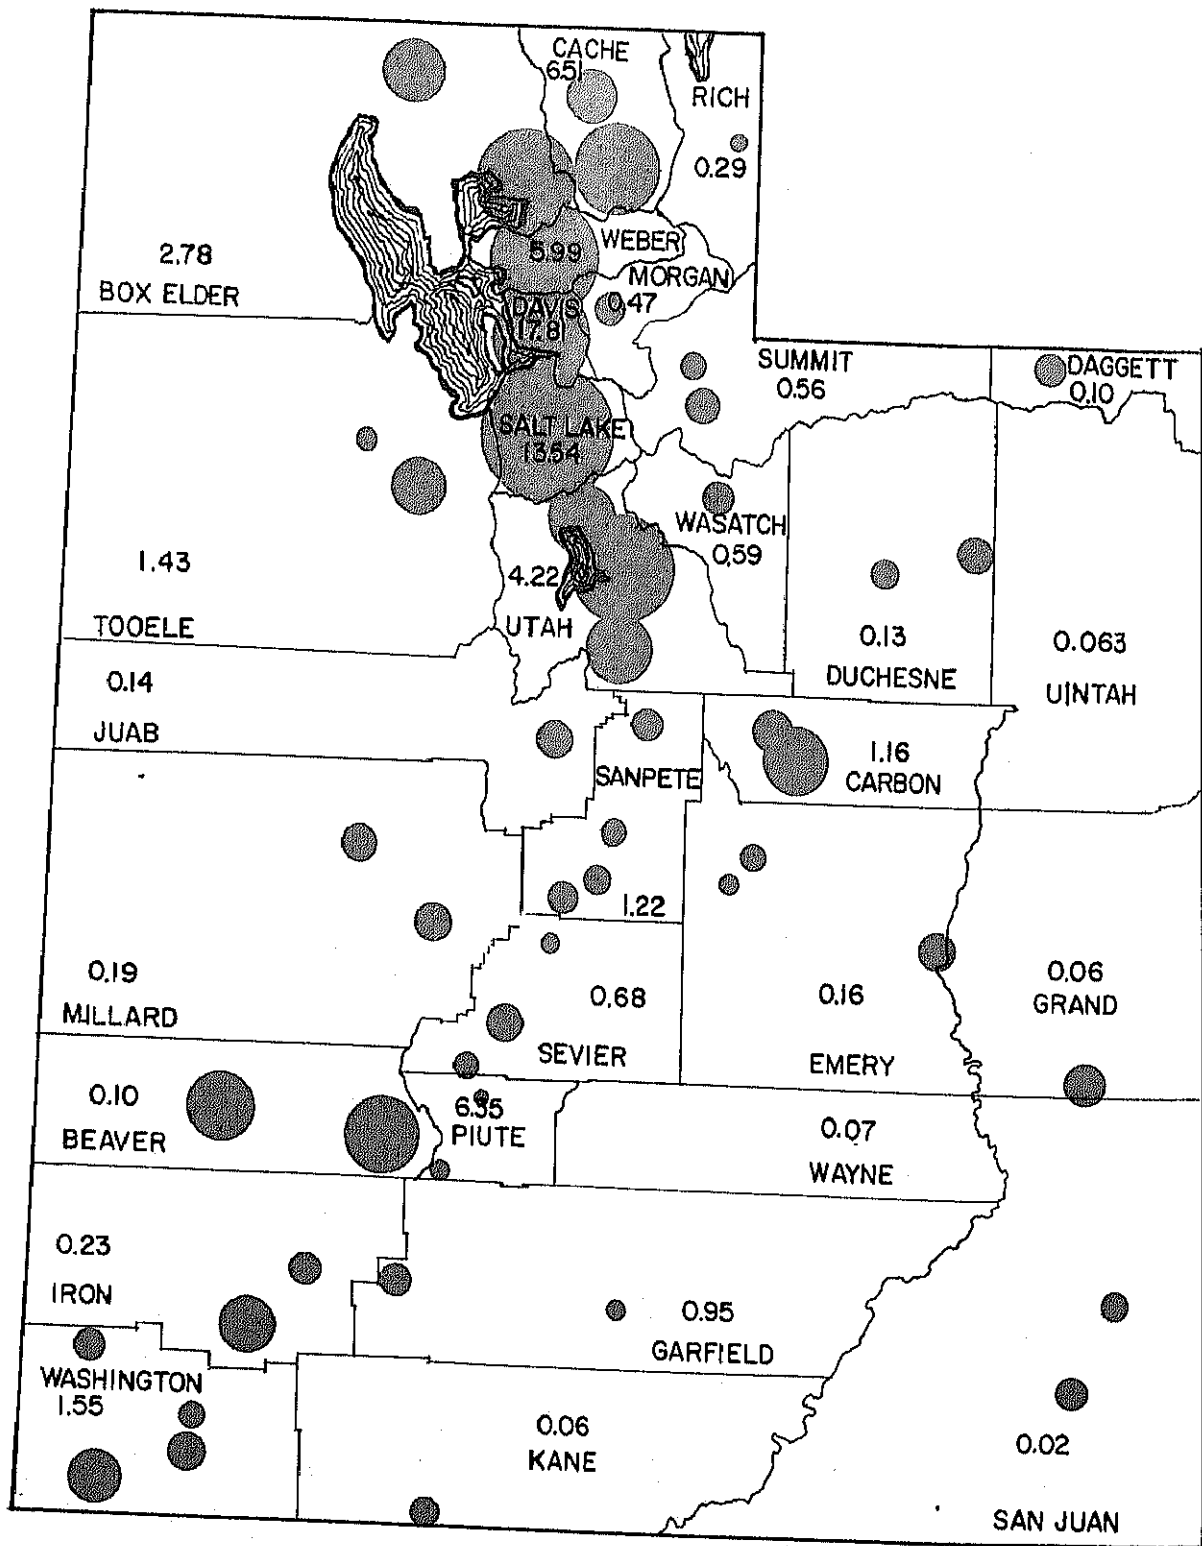 CACHE
6.51
RICH
0.29
2.78
BOX ELDER
5.99
WEBER
MORGAN
0.47
DAVIS
17.8
SUMMIT
0.56
DAGGETT
0.10
SALT LAKE
13.54
WASATCH
0.59
1.43
TOOELE
4.22
UTAH
0.13
DUCHESNE
0.063
UINTAH
0.14
JUAB
SANPETE
1.22
1.16
CARBON
0.19
MILLARD
0.68
SEVIER
0.16
EMERY
0.06
GRAND
0.10
BEAVER
6.35
PIUTE
0.07
WAYNE
0.23
IRON
0.95
GARFIELD
WASHINGTON
1.55
0.06
KANE
0.02
SAN JUAN